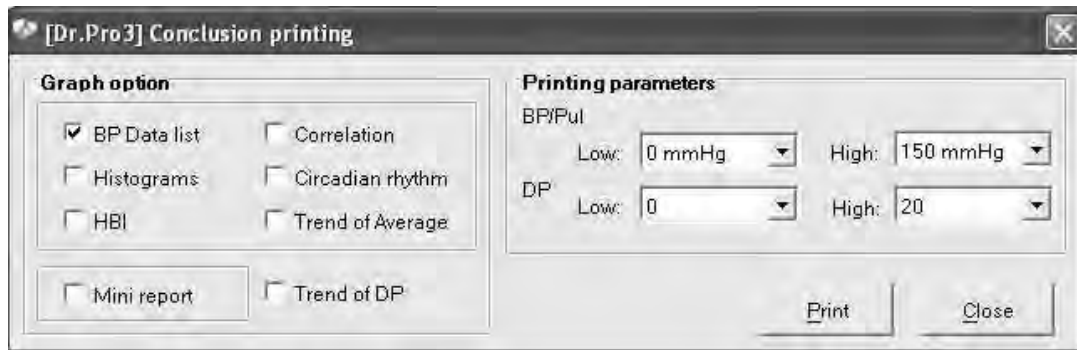 [Dr.Pro3] Conclusion printing
Graph option
BP Data list
Correlation
Histograms
Circadian rhythm
HBI
Trend of Average
Mini report
Trend of DP
Printing parameters
BP/Pul
Low: 0 mmHg High: 150 mmHg
DP
Low: 0 High: 20
Print Close